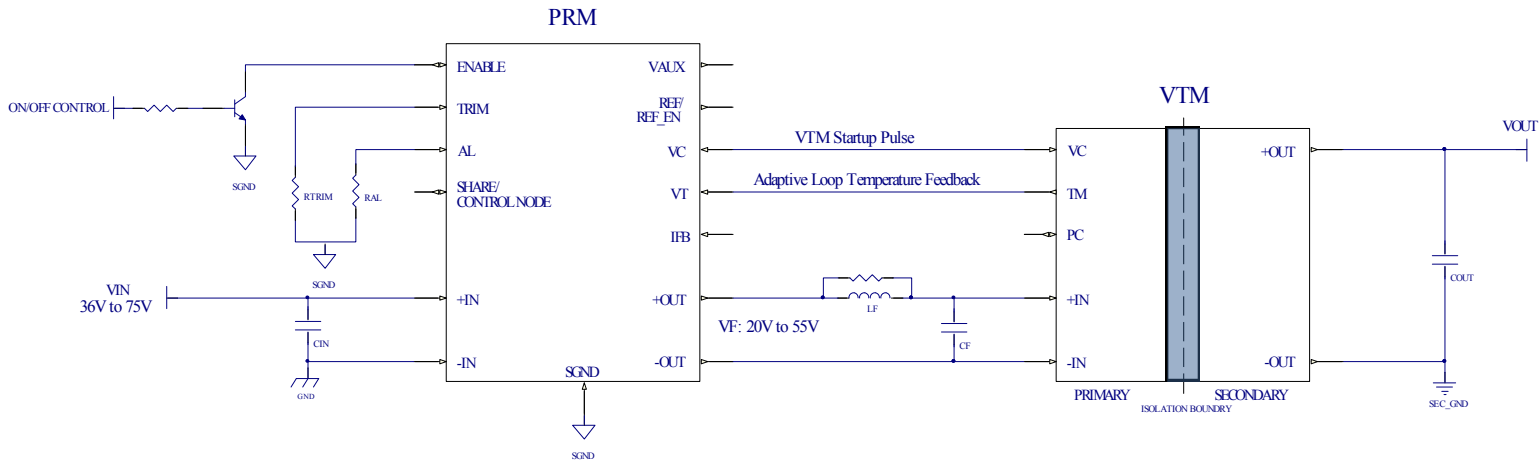 PRM
ENABLE
VAUX
ON/OFF CONTROL
TRIM
REF/
REF_EN
VTM
AL
VC
VTM Startup Pulse
VC
+OUT
VOUT
SGND
SHARE/
CONTROL NODE
VT
Adaptive Loop Temperature Feedback
TM
RTRIM
RAL
IFB
PC
SGND
COUT
VIN
36V to 75V
+IN
+OUT
LF
+IN
VF: 20V to 55V
CIN
CF
-IN
-OUT
-IN
-OUT
SGND
GND
PRIMARY
SECONDARY
ISOLATION BOUNDRY
SEC_GND
SGND